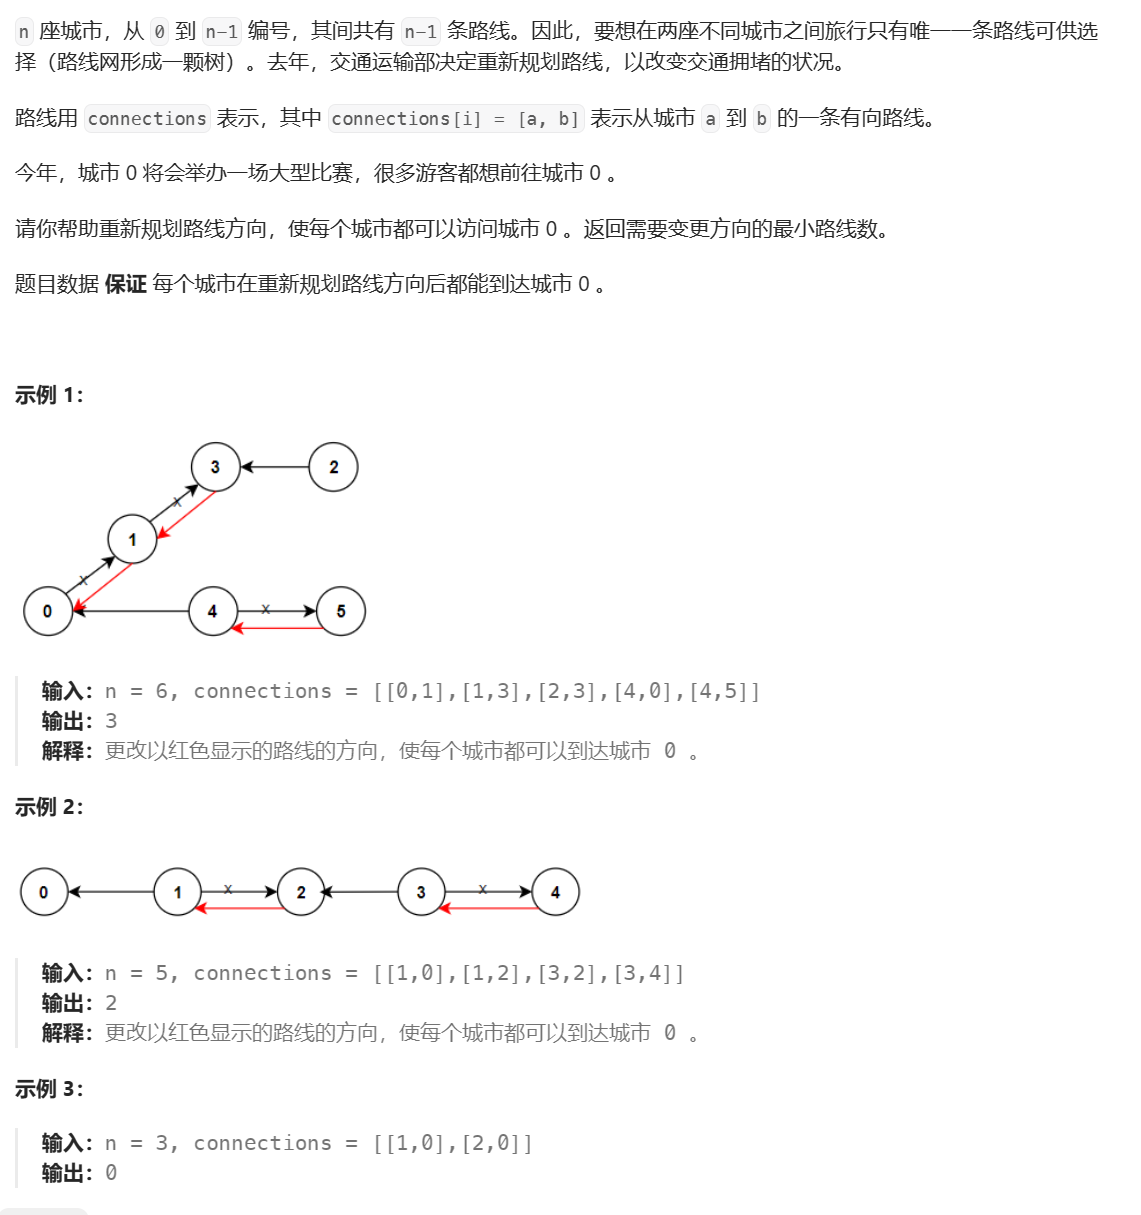 n 座城市，从 0 到 n-1 编号，其间共有 n-1 条路线。因此，要想在两座不同城市之间旅行只有唯一一条路线可供选
择（路线网形成一颗树）。去年，交通运输部决定重新规划路线，以改变交通拥堵的状况。
路线用 connections 表示，其中 connections[i] = [a, b] 表示从城市 a 到 b 的一条有向路线。
今年，城市 0 将会举办一场大型比赛，很多游客都想前往城市 0 。
请你帮助重新规划路线方向，使每个城市都可以访问城市 0 。返回需要变更方向的最小路线数。
题目数据 保证 每个城市在重新规划路线方向后都能到达城市 0 。
示例 1：
3 2
x
1
x
0 4 x 5
输入：n = 6, connections = [[0,1],[1,3],[2,3],[4,0],[4,5]]
输出：3
解释：更改以红色显示的路线的方向，使每个城市都可以到达城市 0 。
示例 2：
0 1 x 2 3 x 4
输入：n = 5, connections = [[1,0],[1,2],[3,2],[3,4]]
输出：2
解释：更改以红色显示的路线的方向，使每个城市都可以到达城市 0 。
示例 3：
输入：n = 3, connections = [[1,0],[2,0]]
输出：0